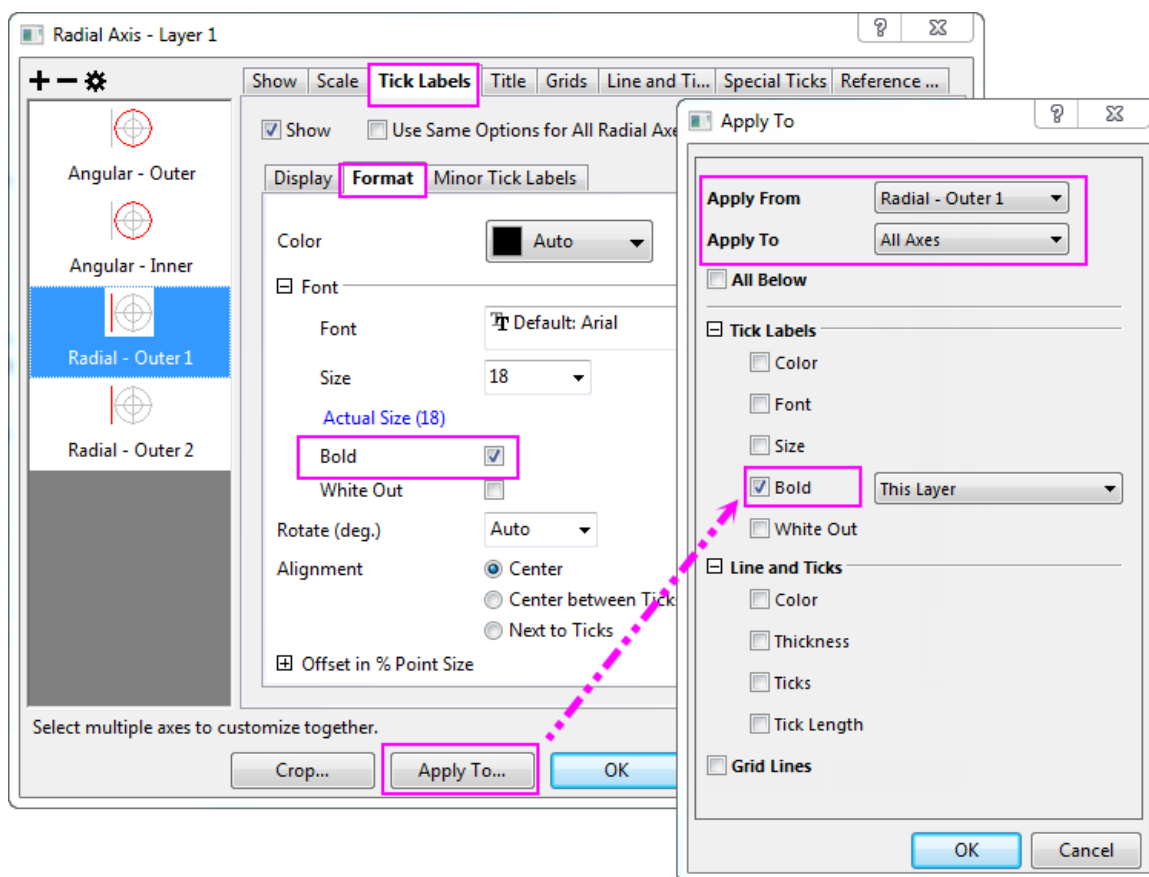 Radial Axis - Layer 1
Show Scale Tick Labels Title Grids Line and Ti... Special Ticks Reference ...
Angular - Outer
Angular - Inner
Radial - Outer 1
Radial - Outer 2
Show Use Same Options for All Radial Axe
Display Format Minor Tick Labels
Color Auto
Font
Font Default: Arial
Size 18
Actual Size (18)
Bold
White Out
Rotate (deg.) Auto
Alignment Center
Center between Tick
Next to Ticks
Offset in % Point Size
Select multiple axes to customize together.
Crop... Apply To... OK
Apply To
Apply From Radial - Outer 1
Apply To All Axes
All Below
Tick Labels
Color
Font
Size
Bold This Layer
White Out
Line and Ticks
Color
Thickness
Ticks
Tick Length
Grid Lines
OK Cancel